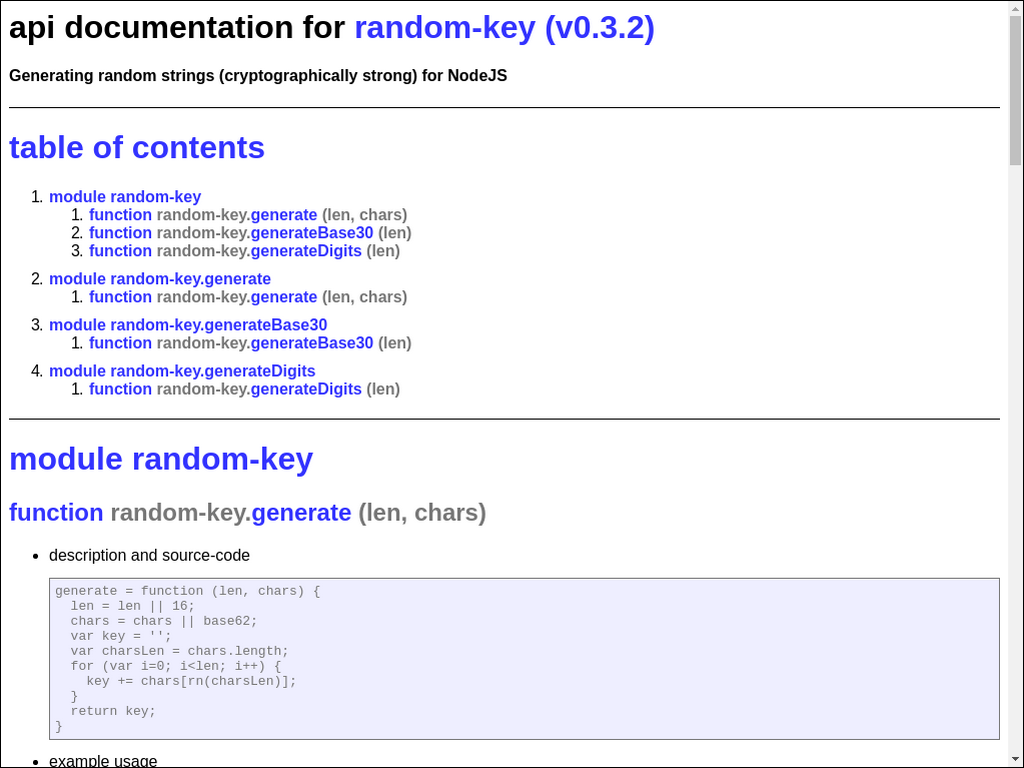 api documentation for random-key (v0.3.2)
Generating random strings (cryptographically strong) for NodeJS
table of contents
1. module random-key
1. function random-key.generate (len, chars)
2. function random-key.generateBase30 (len)
3. function random-key.generateDigits (len)
2. module random-key.generate
1. function random-key.generate (len, chars)
3. module random-key.generateBase30
1. function random-key.generateBase30 (len)
4. module random-key.generateDigits
1. function random-key.generateDigits (len)
module random-key
function random-key.generate (len, chars)
• description and source-code
generate = function (len, chars) {
  len = len || 16;
  chars = chars || base62;
  var key = '';
  var charsLen = chars.length;
  for (var i=0; i<len; i++) {
    key += chars[rn(charsLen)];
  }
  return key;
}
• example usage